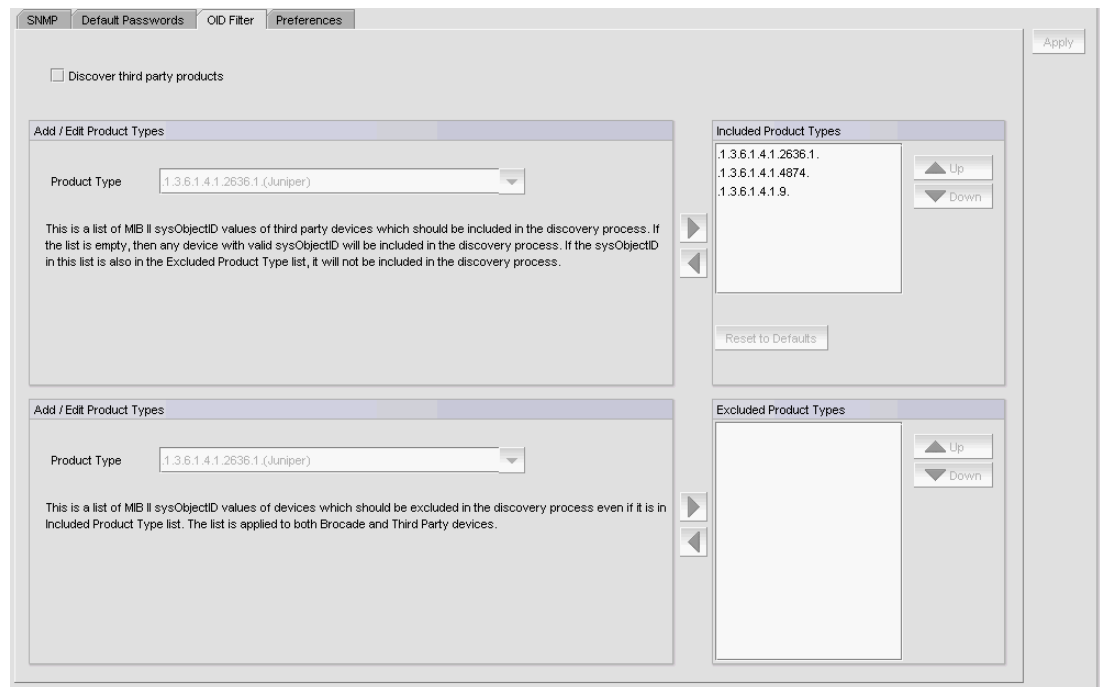 SNMP
Default Passwords
OID Filter
Preferences
Apply
Discover third party products
Add / Edit Product Types
Product Type
.1.3.6.1.4.1.2636.1.(Juniper)
This is a list of MIB II sysObjectID values of third party devices which should be included in the discovery process. If
the list is empty, then any device with valid sysObjectID will be included in the discovery process. If the sysObjectID
in this list is also in the Excluded Product Type list, it will not be included in the discovery process.
Included Product Types
.1.3.6.1.4.1.2636.1.
.1.3.6.1.4.1.4874.
.1.3.6.1.4.1.9.
Up
Down
Reset to Defaults
Add / Edit Product Types
Product Type
.1.3.6.1.4.1.2636.1.(Juniper)
This is a list of MIB II sysObjectID values of devices which should be excluded in the discovery process even if it is in
Included Product Type list. The list is applied to both Brocade and Third Party devices.
Excluded Product Types
Up
Down